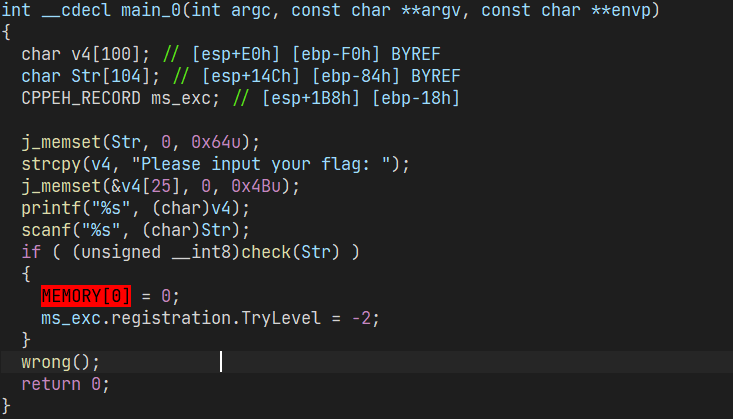 int __cdecl main_0(int argc, const char **argv, const char **envp)
{
  char v4[100]; // [esp+E0h] [ebp-F0h] BYREF
  char Str[104]; // [esp+14Ch] [ebp-84h] BYREF
  CPPEH_RECORD ms_exc; // [esp+1B8h] [ebp-18h]

  j_memset(Str, 0, 0x64u);
  strcpy(v4, "Please input your flag: ");
  j_memset(&v4[25], 0, 0x4Bu);
  printf("%s", (char)v4);
  scanf("%s", (char)Str);
  if ( (unsigned __int8)check(Str) )
  {
    MEMORY[0] = 0;
    ms_exc.registration.TryLevel = -2;
  }
  wrong();
  return 0;
}